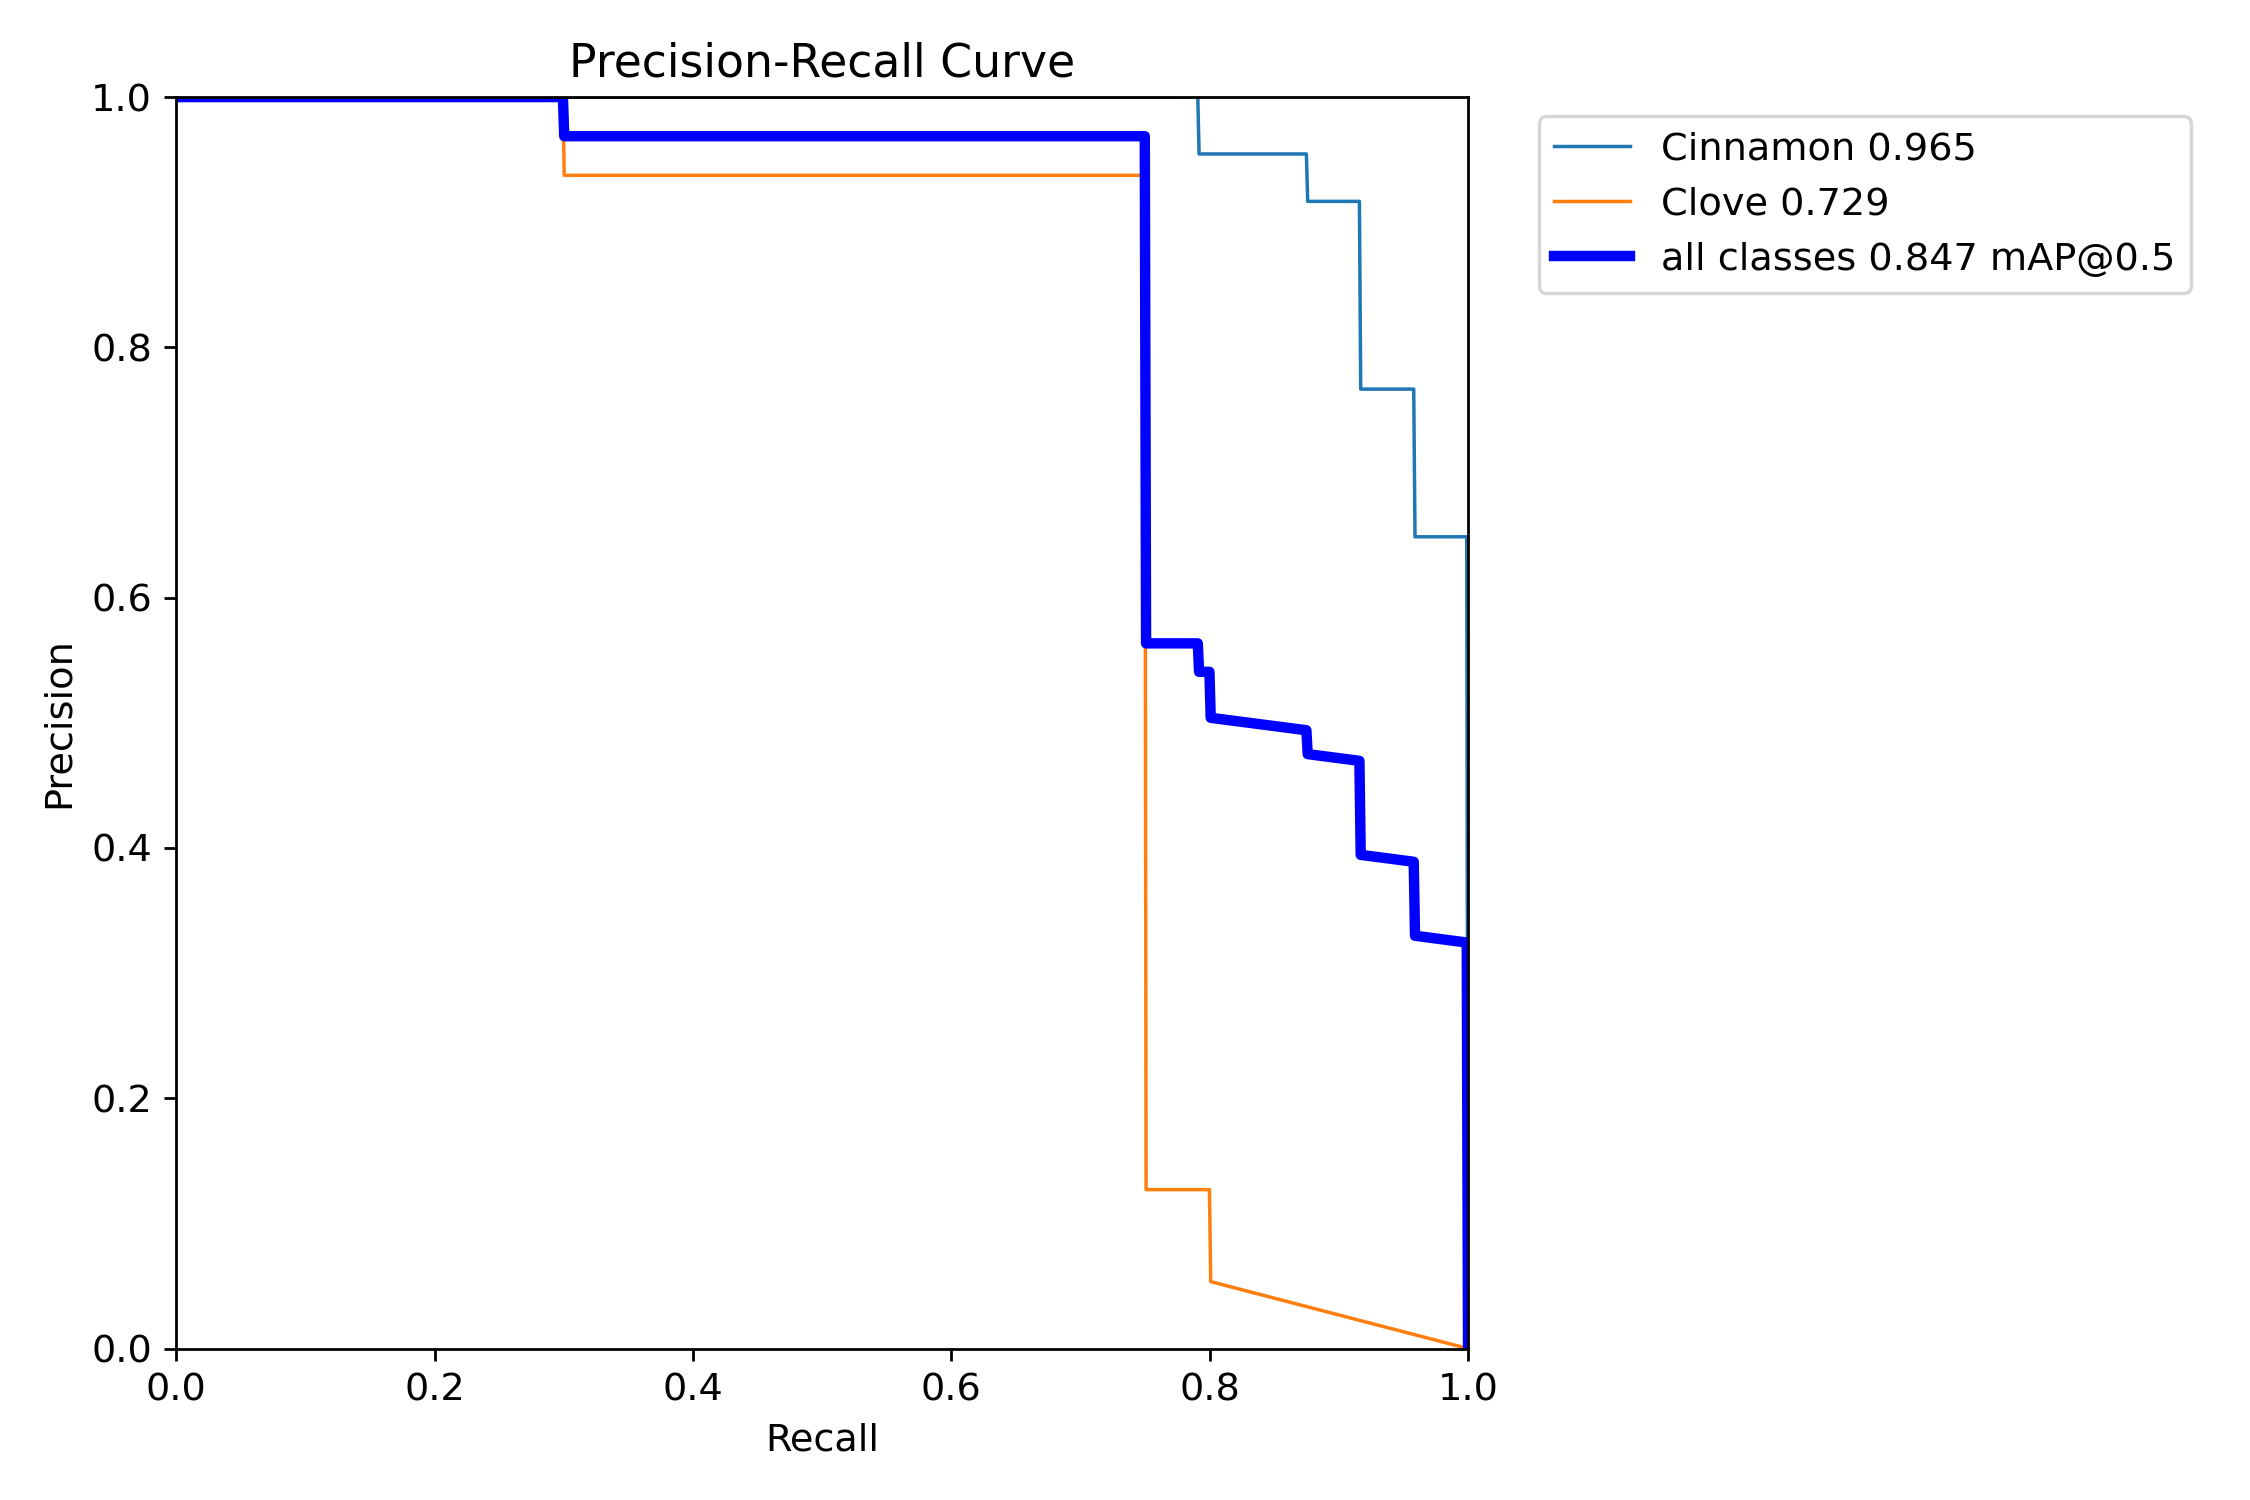 Precision-Recall Curve
1.0
0.8
0.6
0.4
0.2
0.0
Precision
0.0 0.2 0.4 0.6 0.8 1.0
Recall
Cinnamon 0.965
Clove 0.729
all classes 0.847 mAP@0.5